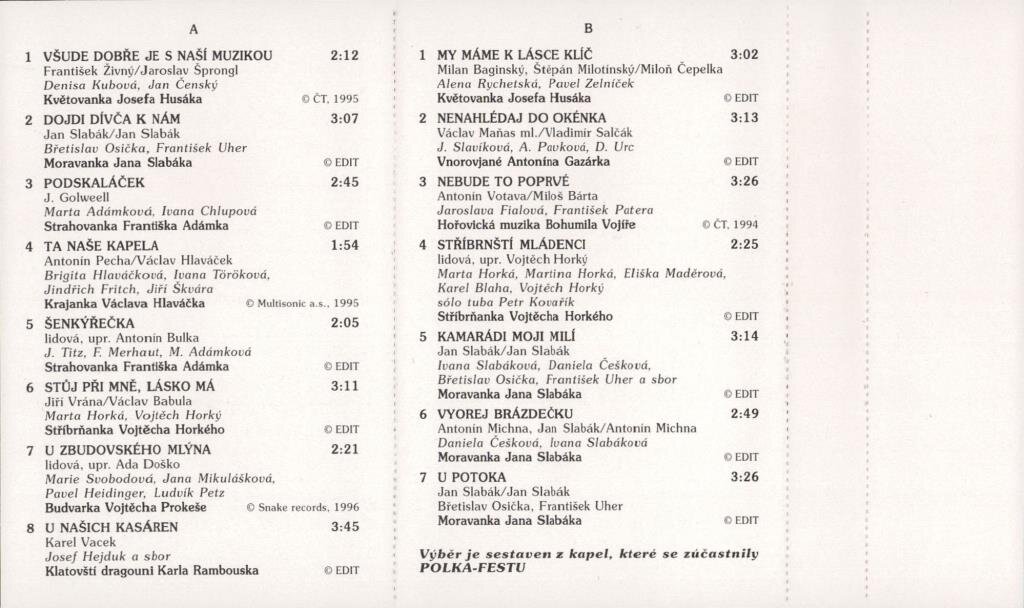 A
1 VŠUDE DOBŘE JE S NAŠÍ MUZIKOU 2:12
František Živný/Jaroslav Šprongl
Denisa Kubová, Jan Čenský
Květovanka Josefa Husáka © ČT, 1995
2 DOJDI DÍVČA K NÁM 3:07
Jan Slabák/Jan Slabák
Břetislav Osička, František Uher
Moravanka Jana Slabáka © EDIT
3 PODSKALÁČEK 2:45
J. Golweell
Marta Adámková, Ivana Chlupová
Strahovanka Františka Adámka © EDIT
4 TA NAŠE KAPELA 1:54
Antonín Pecha/Václav Hlaváček
Brigita Hlaváčková, Ivana Töröková,
Jindřich Fritch, Jiří Škvára
Krajanka Václava Hlaváčka © Multisonic a.s., 1995
5 ŠENKÝŘEČKA 2:05
lidová, upr. Antonín Bulka
J. Titz, F. Merhaut, M. Adámková
Strahovanka Františka Adámka © EDIT
6 STŮJ PŘI MNĚ, LÁSKO MÁ 3:11
Jiří Vrána/Václav Babula
Marta Horká, Vojtěch Horký
Stříbrňanka Vojtěcha Horkého © EDIT
7 U ZBUDOVSKÉHO MLÝNA 2:21
lidová, upr. Ada Doško
Marie Svobodová, Jana Mikulášková,
Pavel Heidinger, Ludvík Petz
Budvarka Vojtěcha Prokeše © Snake records, 1996
8 U NAŠICH KASÁREN 3:45
Karel Vacek
Josef Hejduk a sbor
Klatovští dragouni Karla Rambouska © EDIT
B
1 MY MÁME K LÁSCE KLÍČ 3:02
Milan Baginský, Štěpán Milotínský/Miloň Čepelka
Alena Rychetská, Pavel Zelníček
Květovanka Josefa Husáka © EDIT
2 NENAHLÉDAJ DO OKÉNKA 3:13
Václav Maňas ml./Vladimír Salčák
J. Slavíková, A. Pavková, D. Urc
Vnorovjané Antonína Gazárka © EDIT
3 NEBUDE TO POPRVÉ 3:26
Antonín Votava/Miloš Bárta
Jaroslava Fialová, František Patera
Hořovická muzika Bohumila Vojíře © ČT, 1994
4 STŘÍBRNŠTÍ MLÁDENCI 2:25
lidová, upr. Vojtěch Horký
Marta Horká, Martina Horká, Eliška Maděrová,
Karel Blaha, Vojtěch Horký
sólo tuba Petr Kovařík
Stříbrňanka Vojtěcha Horkého © EDIT
5 KAMARÁDI MOJI MILÍ 3:14
Jan Slabák/Jan Slabák
Ivana Slabáková, Daniela Češková,
Břetislav Osička, František Uher a sbor
Moravanka Jana Slabáka © EDIT
6 VYOREJ BRÁZDEČKU 2:49
Antonín Michna, Jan Slabák/Antonín Michna
Daniela Češková, Ivana Slabáková
Moravanka Jana Slabáka © EDIT
7 U POTOKA 3:26
Jan Slabák/Jan Slabák
Břetislav Osička, František Uher
Moravanka Jana Slabáka © EDIT
Výběr je sestaven z kapel, které se zúčastnily
POLKA-FESTU